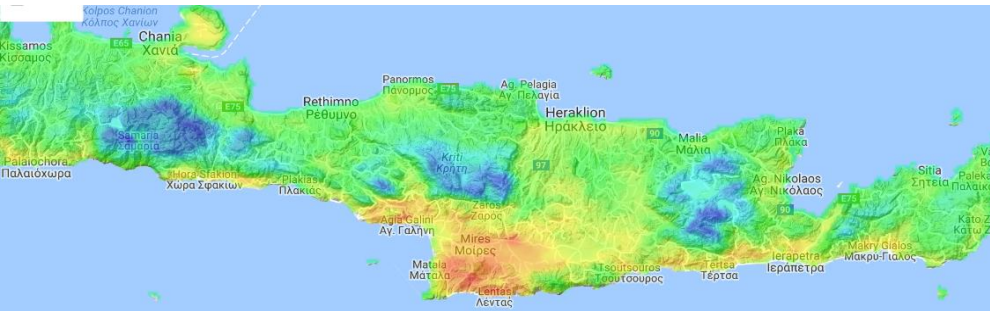 Kolpos Chanion
Κόλπος Χανίων
Chania
Χανιά
E65
Kissamos
Κίσσαμος
Panormos
Πάνορμος
E75
Ag. Pelagia
Αγ. Πελαγία
Rethimno
Ρέθυμνο
E75
Heraklion
Ηράκλειο
90
Malia
Μάλια
Plaka
Πλάκα
Samaria
Σαμαριά
Kriti
Κρήτη
97
Palaiochora
Παλαιόχωρα
Hora Sfakion
Χώρα Σφακίων
Plakias
Πλακιάς
Ag. Nikolaos
Αγ. Νικόλαος
Sitia
Σητεία
E75
90
Zaros
Ζαρός
Agia Galini
Αγ. Γαλήνη
Mires
Μοίρες
Matala
Μάταλα
Lentas
Λέντας
Tsoutsouros
Τσούτσουρος
Tertsa
Τέρτσα
Ierapetra
Ιεράπετρα
Makry Gialos
Μακρύ-Γιαλός